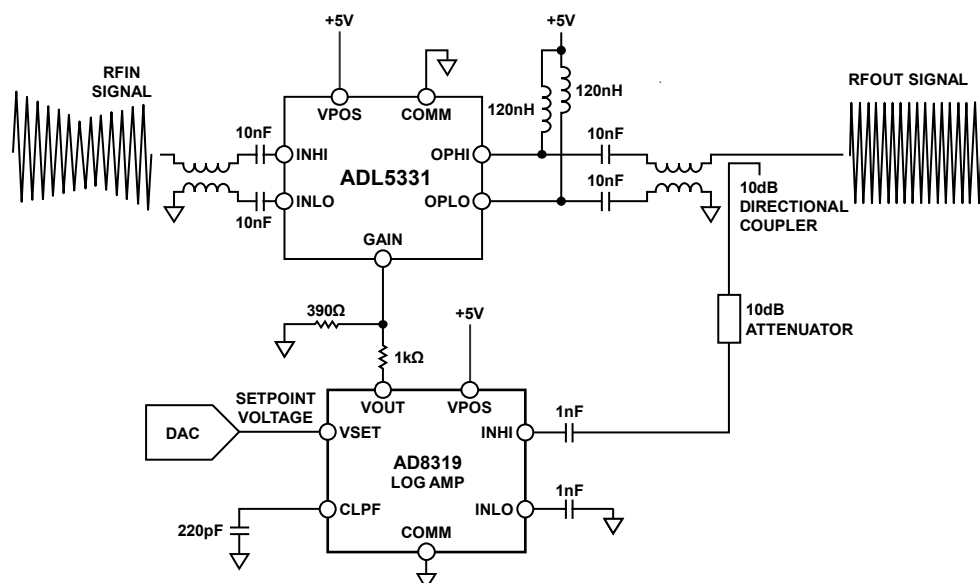 +5V
+5V
RFIN
SIGNAL
120nH
120nH
RFOUT SIGNAL
VPOS
COMM
10nF
INHI
OPHI
10nF
ADL5331
10nF
INLO
OPLO
10nF
10dB
DIRECTIONAL
COUPLER
GAIN
390Ω
+5V
10dB
ATTENUATOR
1kΩ
SETPOINT
VOLTAGE
VOUT
VPOS
1nF
DAC
VSET
INHI
AD8319
LOG AMP
1nF
CLPF
INLO
220pF
COMM